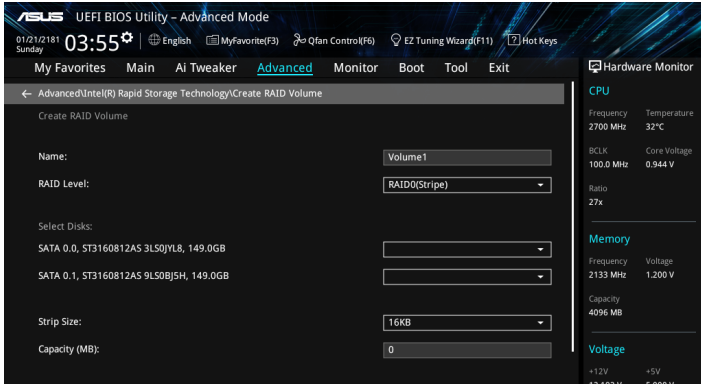 ASUS UEFI BIOS Utility – Advanced Mode
01/21/2181 Sunday 03:55 English MyFavorite(F3) Qfan Control(F6) EZ Tuning Wizard(F11) ? Hot Keys
My Favorites Main Ai Tweaker Advanced Monitor Boot Tool Exit
← Advanced\Intel(R) Rapid Storage Technology\Create RAID Volume
Create RAID Volume
Name: Volume1
RAID Level: RAID0(Stripe)
Select Disks:
SATA 0.0, ST3160812AS 3LS0JYL8, 149.0GB
SATA 0.1, ST3160812AS 9LS0BJ5H, 149.0GB
Strip Size: 16KB
Capacity (MB): 0
Hardware Monitor
CPU
Frequency Temperature
2700 MHz 32°C
BCLK Core Voltage
100.0 MHz 0.944 V
Ratio
27x
Memory
Frequency Voltage
2133 MHz 1.200 V
Capacity
4096 MB
Voltage
+12V +5V